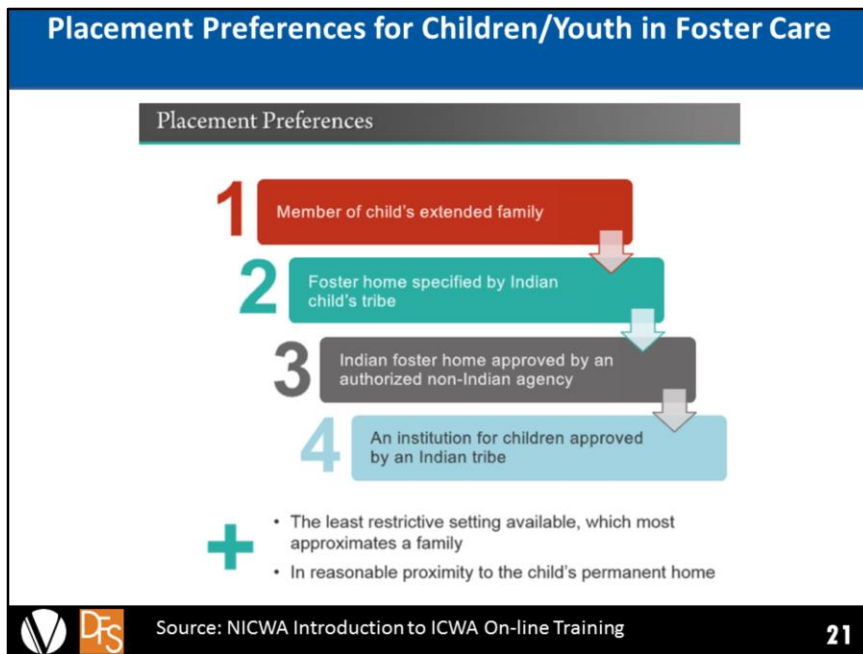 Placement Preferences for Children/Youth in Foster Care
Placement Preferences
1 Member of child's extended family
2 Foster home specified by Indian
child's tribe
3 Indian foster home approved by an
authorized non-Indian agency
4 An institution for children approved
by an Indian tribe
+ • The least restrictive setting available, which most
approximates a family
• In reasonable proximity to the child's permanent home
V DFS Source: NICWA Introduction to ICWA On-line Training 21